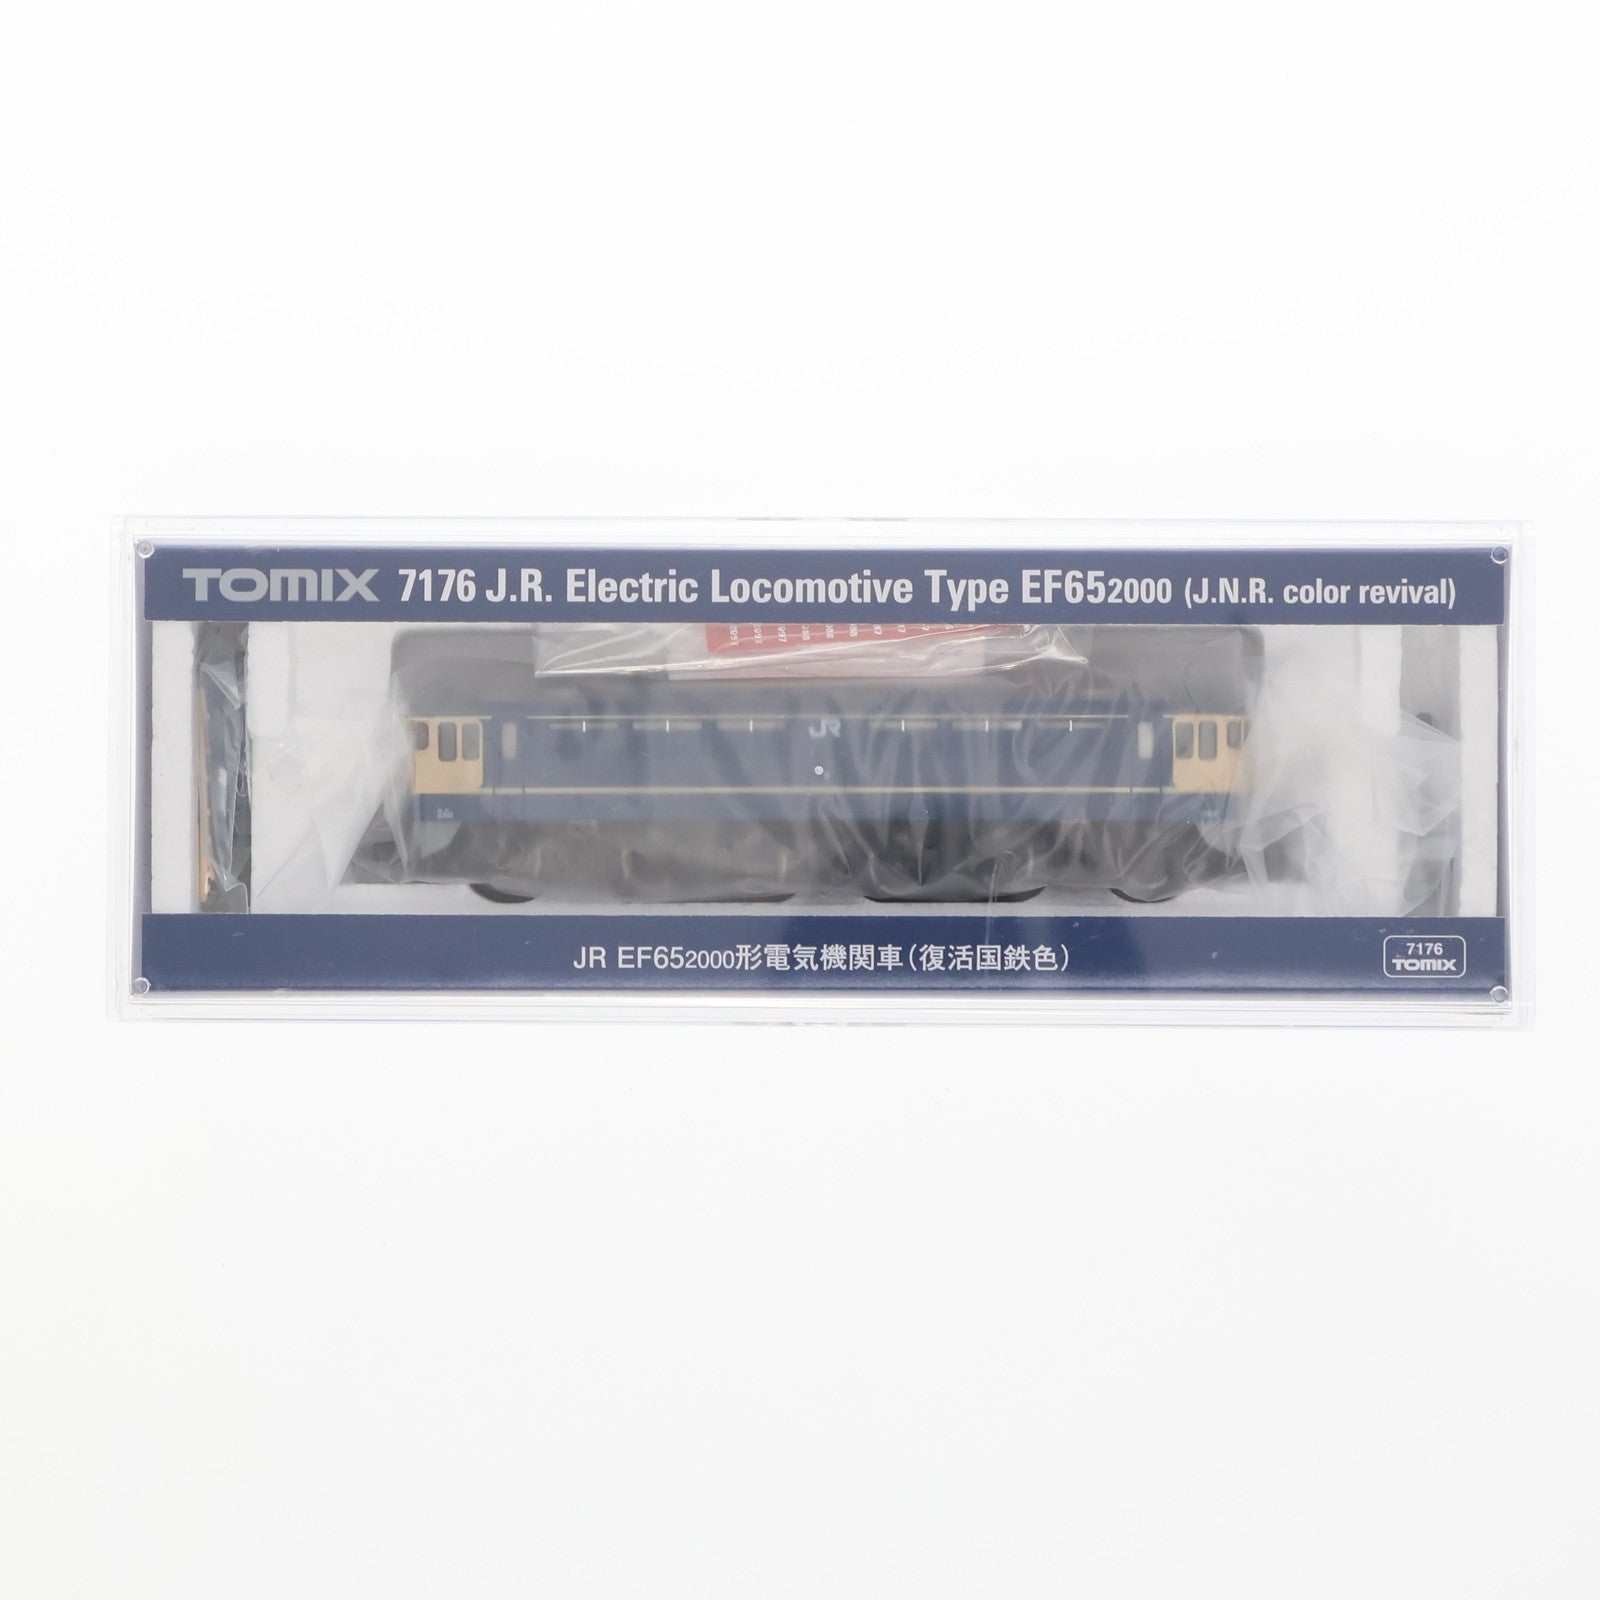 TOMIX 7176 J.R. Electric Locomotive Type EF652000 (J.N.R. color revival)
JR
JR EF652000形電気機関車(復活国鉄色)
7176
TOMIX